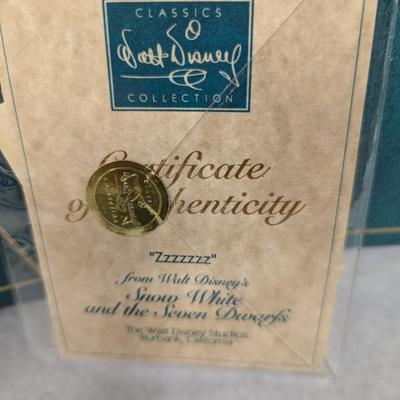 CLASSICS
Walt Disney
COLLECTION
Certificate
of Authenticity
"Zzzzzzz"
from Walt Disney's
Snow White
and the Seven Dwarfs
The Walt Disney Studios
Burbank, California